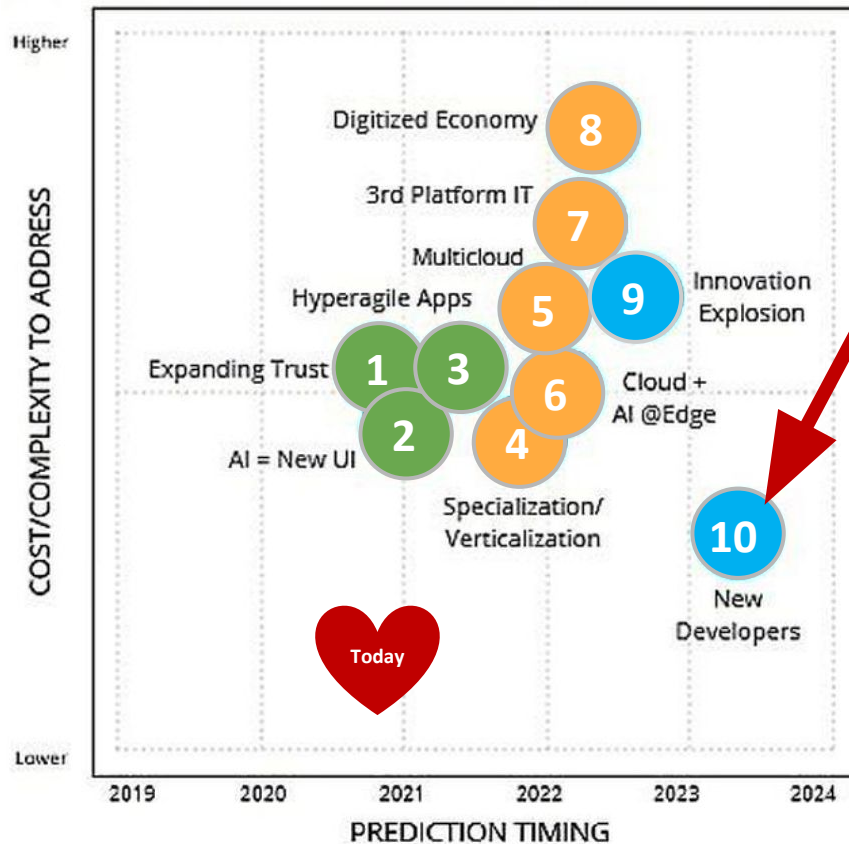 Higher
Digitized Economy
8
3rd Platform IT
7
Multicloud
Hyperagile Apps
5
9
Innovation
Explosion
Expanding Trust
1
3
6
Cloud +
AI @Edge
2
4
AI = New UI
Specialization/
Verticalization
10
New
Developers
Today
Lower
COST/COMPLEXITY TO ADDRESS
2019 2020 2021 2022 2023 2024
PREDICTION TIMING